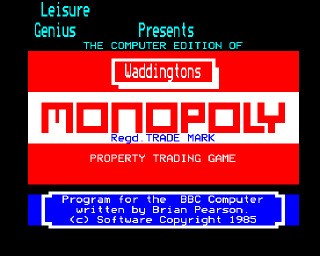 Leisure
Genius Presents
THE COMPUTER EDITION OF
Waddingtons
MONOPOLY
Regd. TRADE MARK
PROPERTY TRADING GAME
Program for the BBC Computer
written by Brian Pearson.
(c) Software Copyright 1985